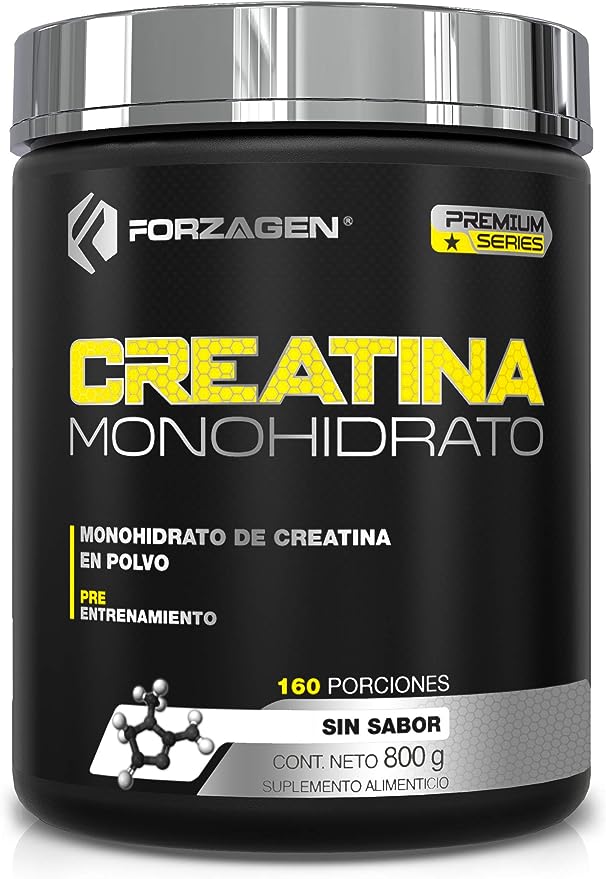 FORZAGEN®
PREMIUM
SERIES
CREATINA
MONOHIDRATO
MONOHIDRATO DE CREATINA
EN POLVO
PRE
ENTRENAMIENTO
160 PORCIONES
SIN SABOR
CONT. NETO 800 g
SUPLEMENTO ALIMENTICIO